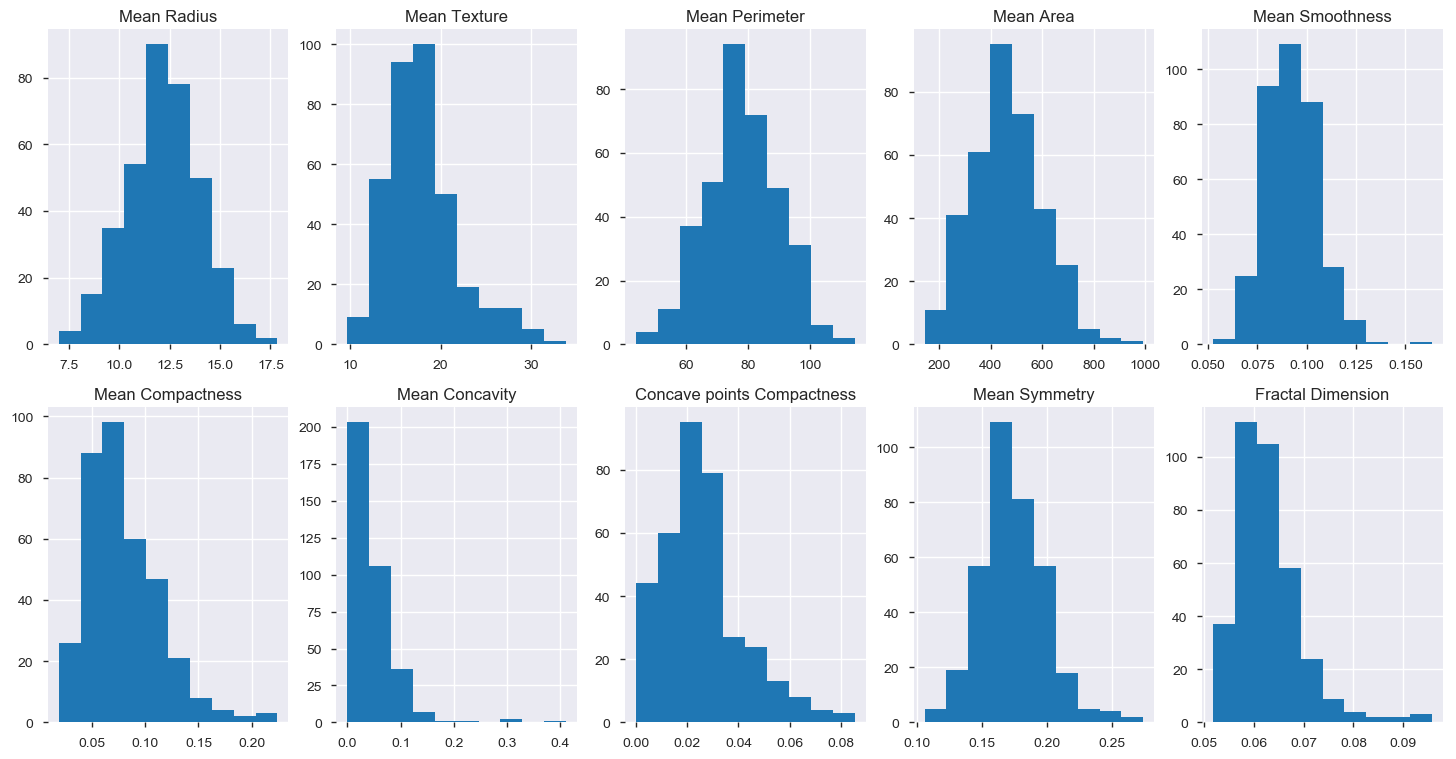 Mean Radius
80
60
40
20
0
7.5 10.0 12.5 15.0 17.5
Mean Texture
100
80
60
40
20
0
10 20 30
Mean Perimeter
80
60
40
20
0
60 80 100
Mean Area
80
60
40
20
0
200 400 600 800 1000
Mean Smoothness
100
80
60
40
20
0
0.050 0.075 0.100 0.125 0.150
Mean Compactness
100
80
60
40
20
0
0.05 0.10 0.15 0.20
Mean Concavity
200
175
150
125
100
75
50
25
0
0.0 0.1 0.2 0.3 0.4
Concave points Compactness
80
60
40
20
0
0.00 0.02 0.04 0.06 0.08
Mean Symmetry
100
80
60
40
20
0
0.10 0.15 0.20 0.25
Fractal Dimension
100
80
60
40
20
0
0.05 0.06 0.07 0.08 0.09